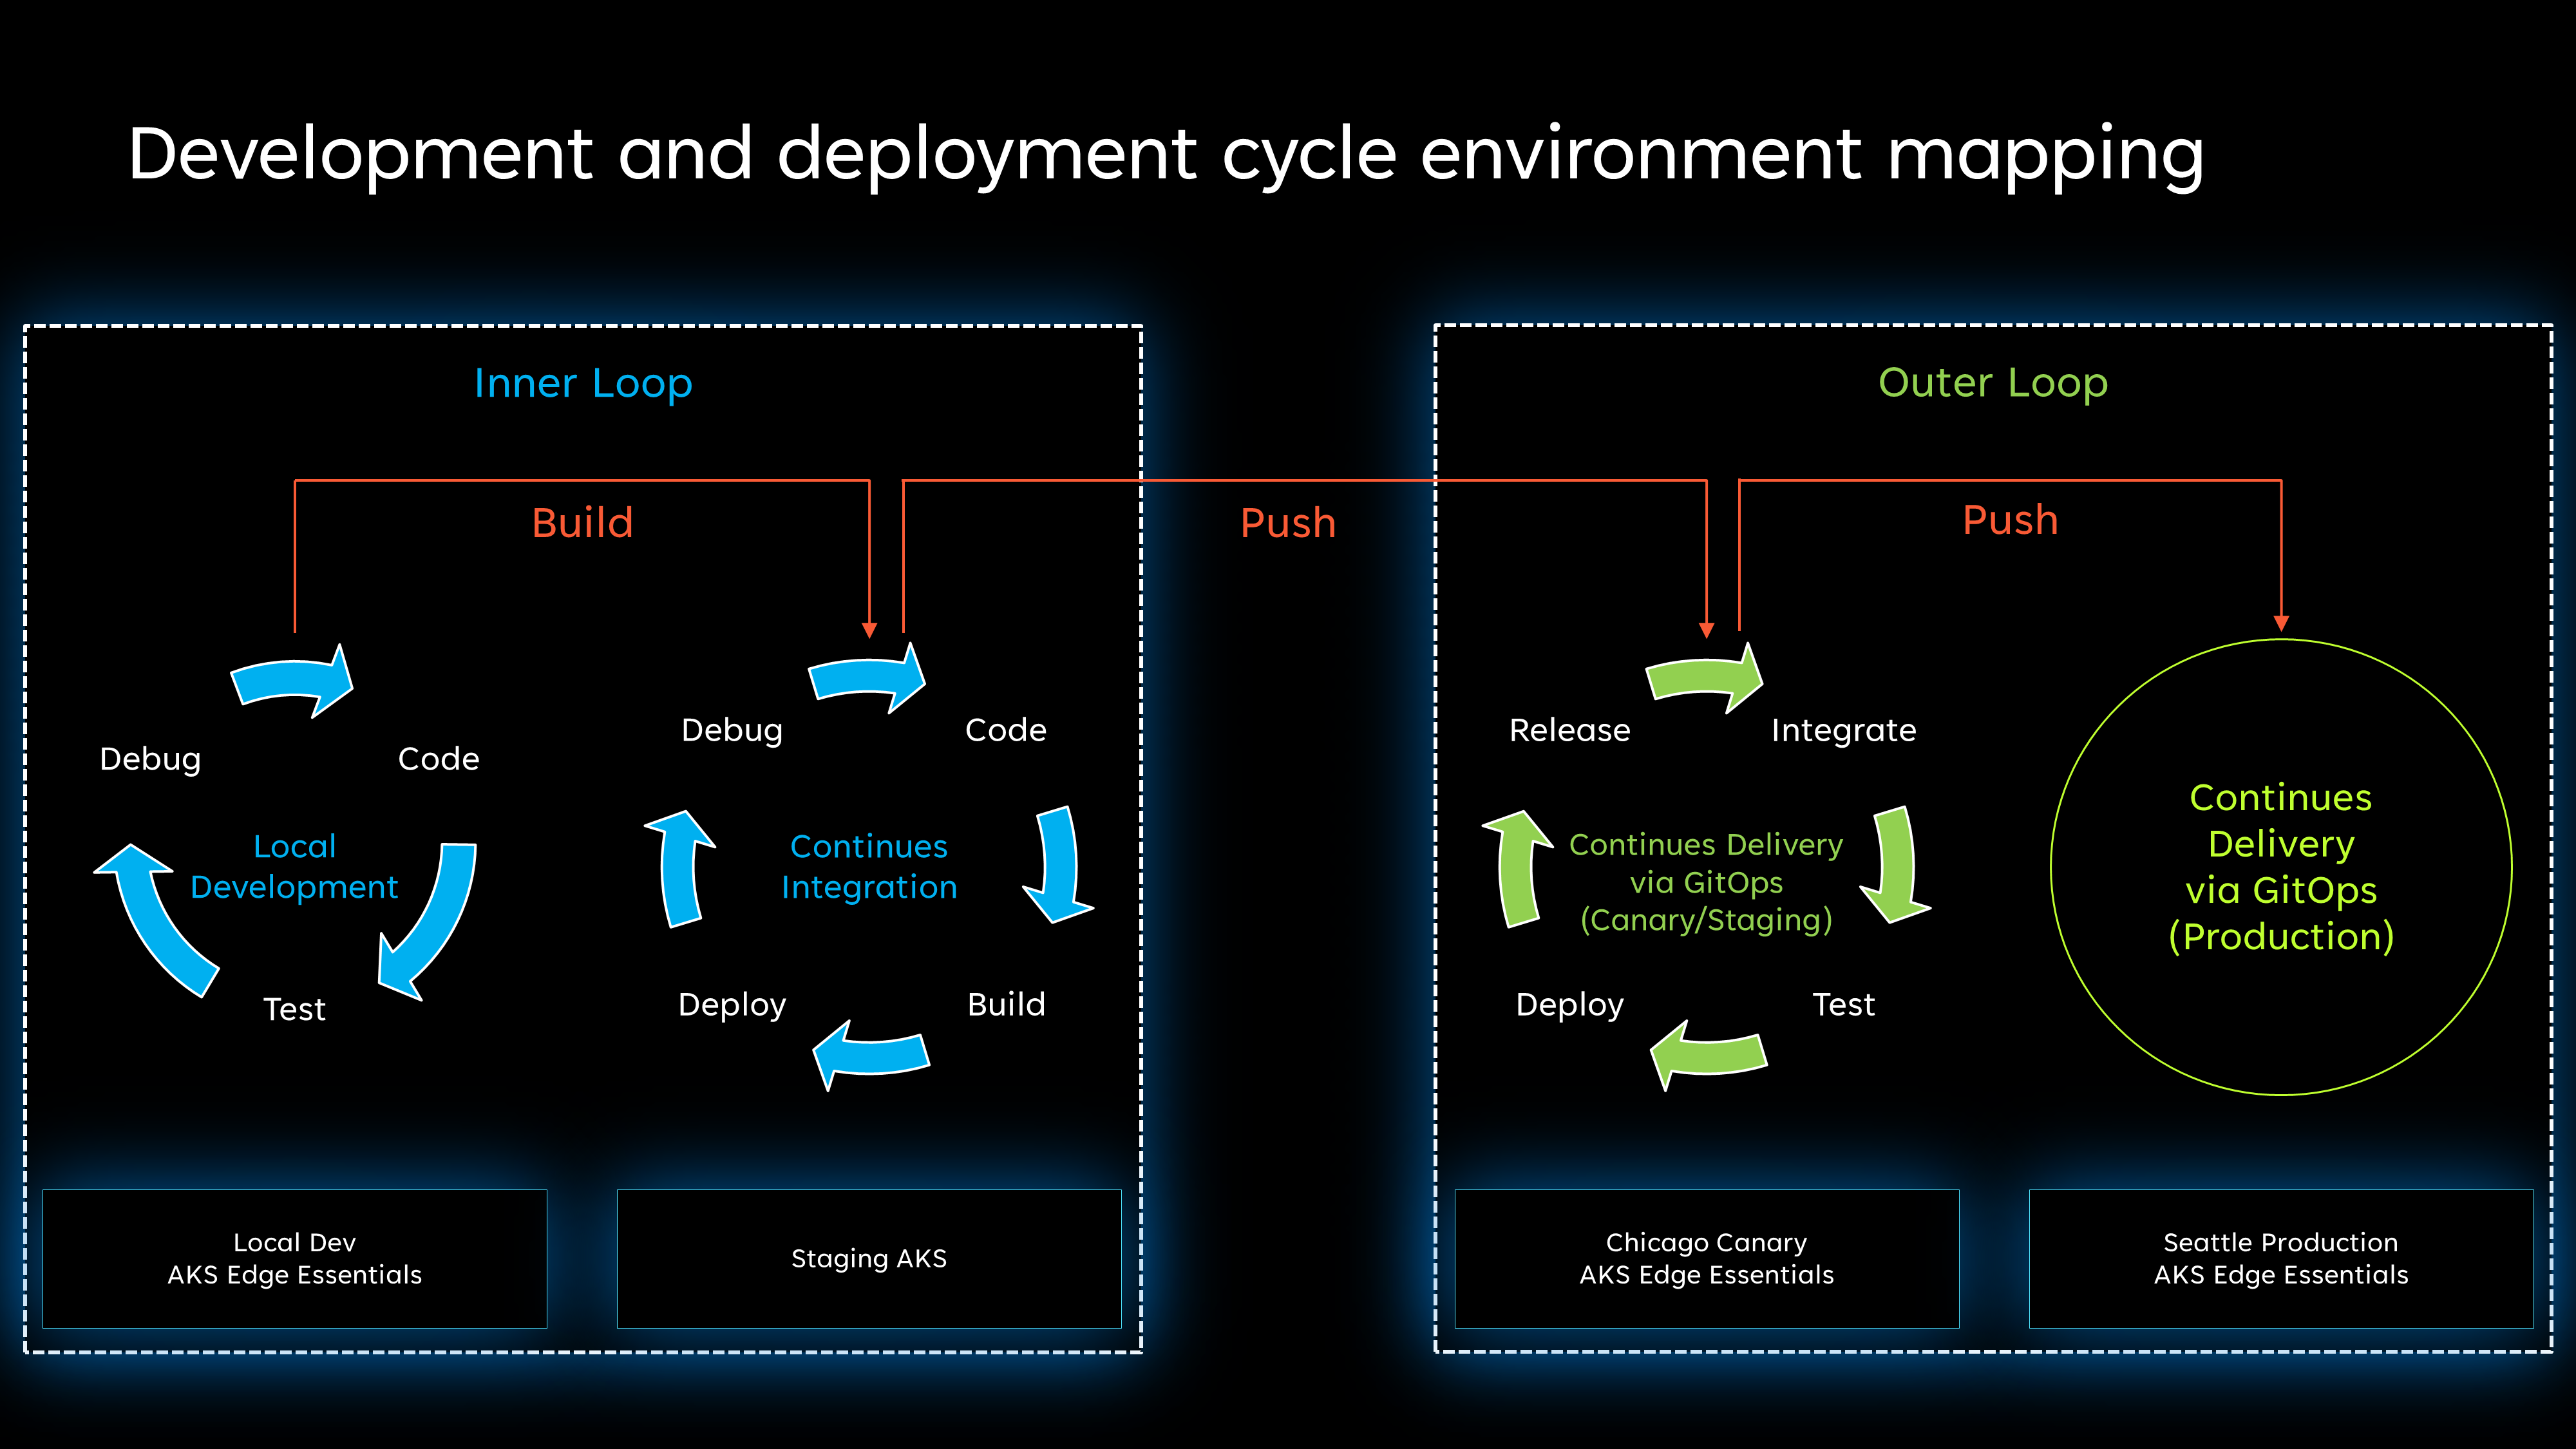 Development and deployment cycle environment mapping
Inner Loop
Build
Debug
Code
Local
Development
Test
Debug
Code
Continues
Integration
Deploy
Build
Local Dev
AKS Edge Essentials
Staging AKS
Push
Outer Loop
Push
Release
Integrate
Continues Delivery
via GitOps
(Canary/Staging)
Deploy
Test
Continues
Delivery
via GitOps
(Production)
Chicago Canary
AKS Edge Essentials
Seattle Production
AKS Edge Essentials